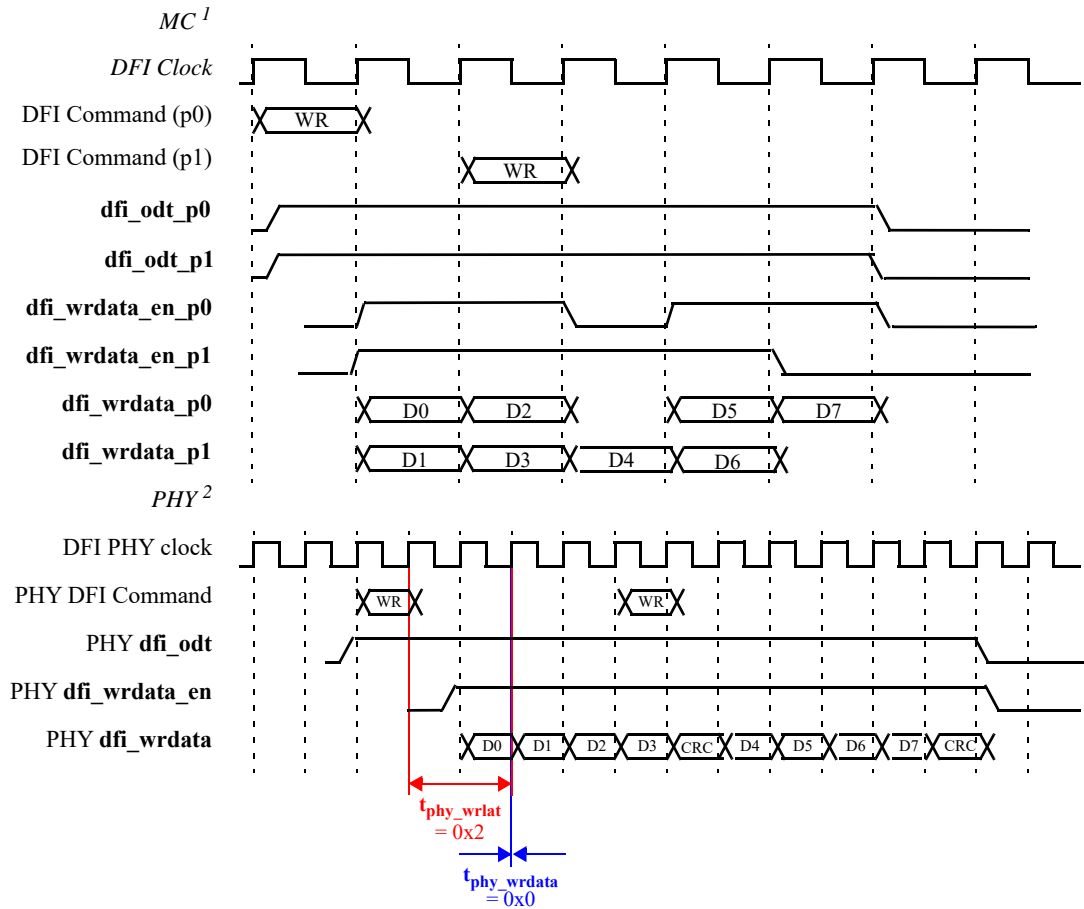 MC 1
DFI Clock
DFI Command (p0) WR
DFI Command (p1) WR
dfi_odt_p0
dfi_odt_p1
dfi_wrdata_en_p0
dfi_wrdata_en_p1
dfi_wrdata_p0 D0 D2 D5 D7
dfi_wrdata_p1 D1 D3 D4 D6
PHY 2
DFI PHY clock
PHY DFI Command WR WR
PHY dfi_odt
PHY dfi_wrdata_en
PHY dfi_wrdata D0 D1 D2 D3 CRC D4 D5 D6 D7 CRC
tphy_wrlat
= 0x2
tphy_wrdata
=0x0